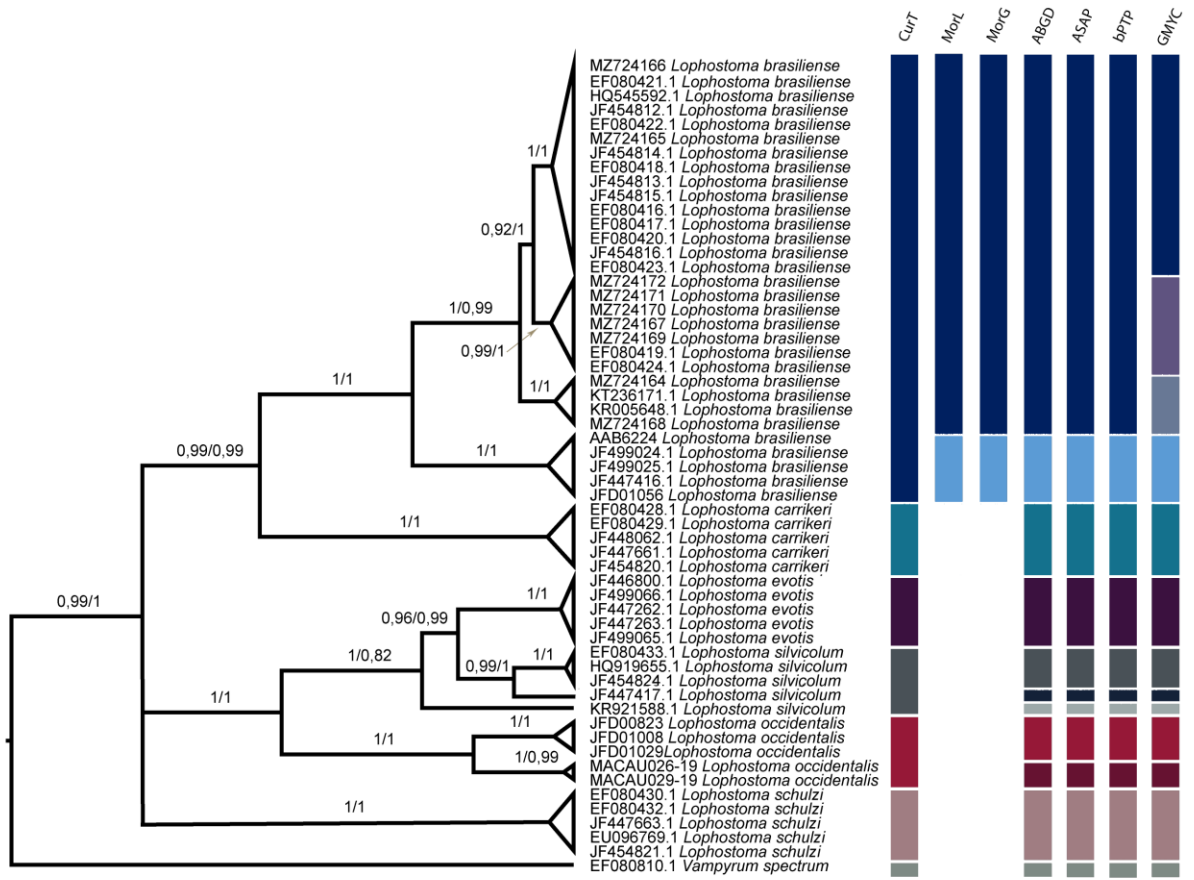 CurT MorL MorG ABGD ASAP bPTP GMYC
MZ724166 Lophostoma brasiliense
EF080421.1 Lophostoma brasiliense
HQ545592.1 Lophostoma brasiliense
JF454812.1 Lophostoma brasiliense
EF080422.1 Lophostoma brasiliense
MZ724165 Lophostoma brasiliense
1/1 JF454814.1 Lophostoma brasiliense
EF080418.1 Lophostoma brasiliense
JF454813.1 Lophostoma brasiliense
JF454815.1 Lophostoma brasiliense
EF080416.1 Lophostoma brasiliense
0,92/1 EF080417.1 Lophostoma brasiliense
EF080420.1 Lophostoma brasiliense
JF454816.1 Lophostoma brasiliense
EF080423.1 Lophostoma brasiliense
MZ724172 Lophostoma brasiliense
MZ724171 Lophostoma brasiliense
1/0,99 MZ724170 Lophostoma brasiliense
MZ724167 Lophostoma brasiliense
0,99/1 MZ724169 Lophostoma brasiliense
EF080419.1 Lophostoma brasiliense
EF080424.1 Lophostoma brasiliense
1/1 1/1 MZ724164 Lophostoma brasiliense
KT236171.1 Lophostoma brasiliense
KR005648.1 Lophostoma brasiliense
MZ724168 Lophostoma brasiliense
0,99/0,99 1/1 AAB6224 Lophostoma brasiliense
JF499024.1 Lophostoma brasiliense
JF499025.1 Lophostoma brasiliense
JF447416.1 Lophostoma brasiliense
JFD01056 Lophostoma brasiliense
EF080428.1 Lophostoma carrikeri
1/1 EF080429.1 Lophostoma carrikeri
JF448062.1 Lophostoma carrikeri
JF447661.1 Lophostoma carrikeri
JF454820.1 Lophostoma carrikeri
0,99/1 JF446800.1 Lophostoma evotis
1/1 JF499066.1 Lophostoma evotis
0,96/0,99 JF447262.1 Lophostoma evotis
JF447263.1 Lophostoma evotis
JF499065.1 Lophostoma evotis
1/0,82 1/1 EF080433.1 Lophostoma silvicolum
0,99/1 HQ919655.1 Lophostoma silvicolum
JF454824.1 Lophostoma silvicolum
1/1 JF447417.1 Lophostoma silvicolum
KR921588.1 Lophostoma silvicolum
1/1 JFD00823 Lophostoma occidentalis
1/1 JFD01008 Lophostoma occidentalis
1/0,99 JFD01029Lophostoma occidentalis
MACAU026-19 Lophostoma occidentalis
MACAU029-19 Lophostoma occidentalis
EF080430.1 Lophostoma schulzi
1/1 EF080432.1 Lophostoma schulzi
JF447663.1 Lophostoma schulzi
EU096769.1 Lophostoma schulzi
JF454821.1 Lophostoma schulzi
EF080810.1 Vampyrum spectrum